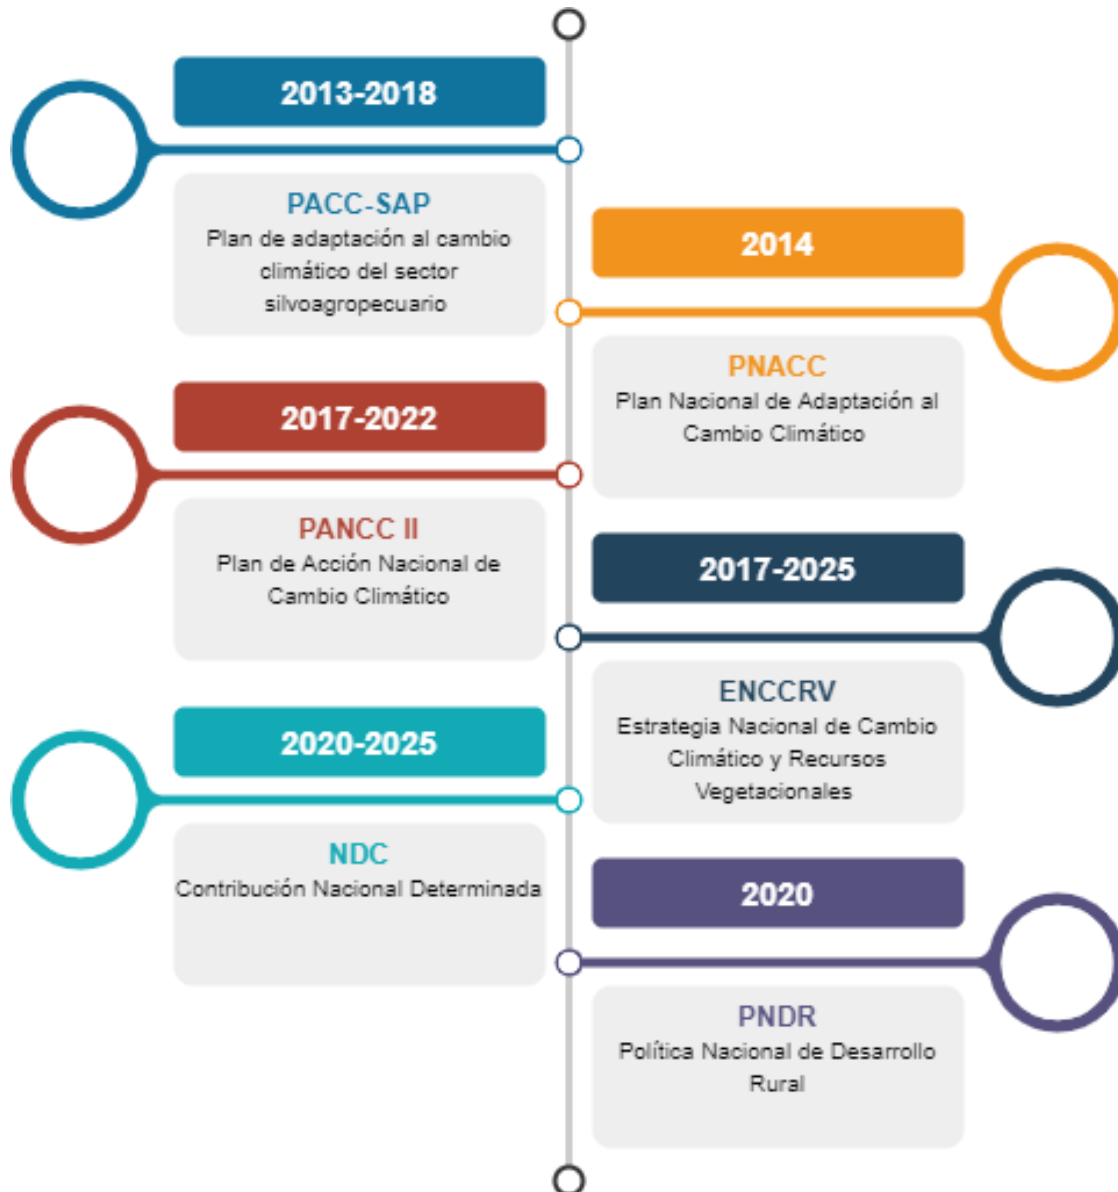 2013-2018
PACC-SAP
Plan de adaptación al cambio
climático del sector
silvoagropecuario
2014
PNACC
Plan Nacional de Adaptación al
Cambio Climático
2017-2022
PANCC II
Plan de Acción Nacional de
Cambio Climático
2017-2025
ENCCRV
Estrategia Nacional de Cambio
Climático y Recursos
Vegetacionales
2020-2025
NDC
Contribución Nacional Determinada
2020
PNDR
Política Nacional de Desarrollo
Rural